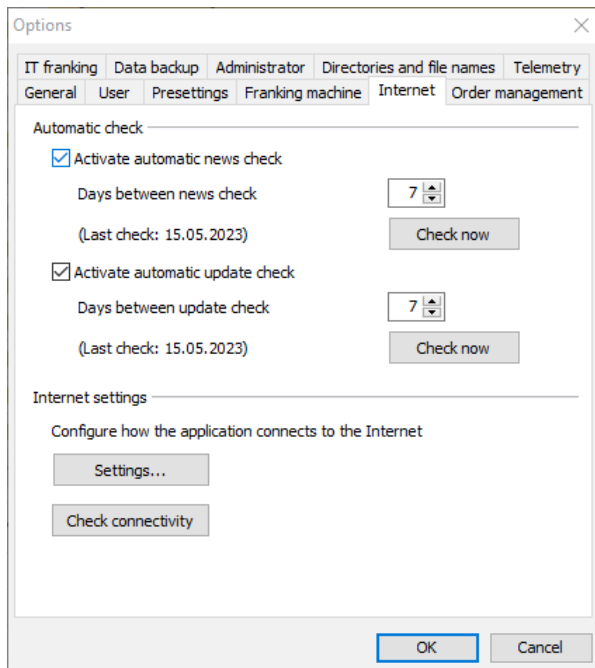 Options
IT franking Data backup Administrator Directories and file names Telemetry
General User Presettings Franking machine Internet Order management
Automatic check
Activate automatic news check
Days between news check 7
(Last check: 15.05.2023) Check now
Activate automatic update check
Days between update check 7
(Last check: 15.05.2023) Check now
Internet settings
Configure how the application connects to the Internet
Settings...
Check connectivity
OK Cancel